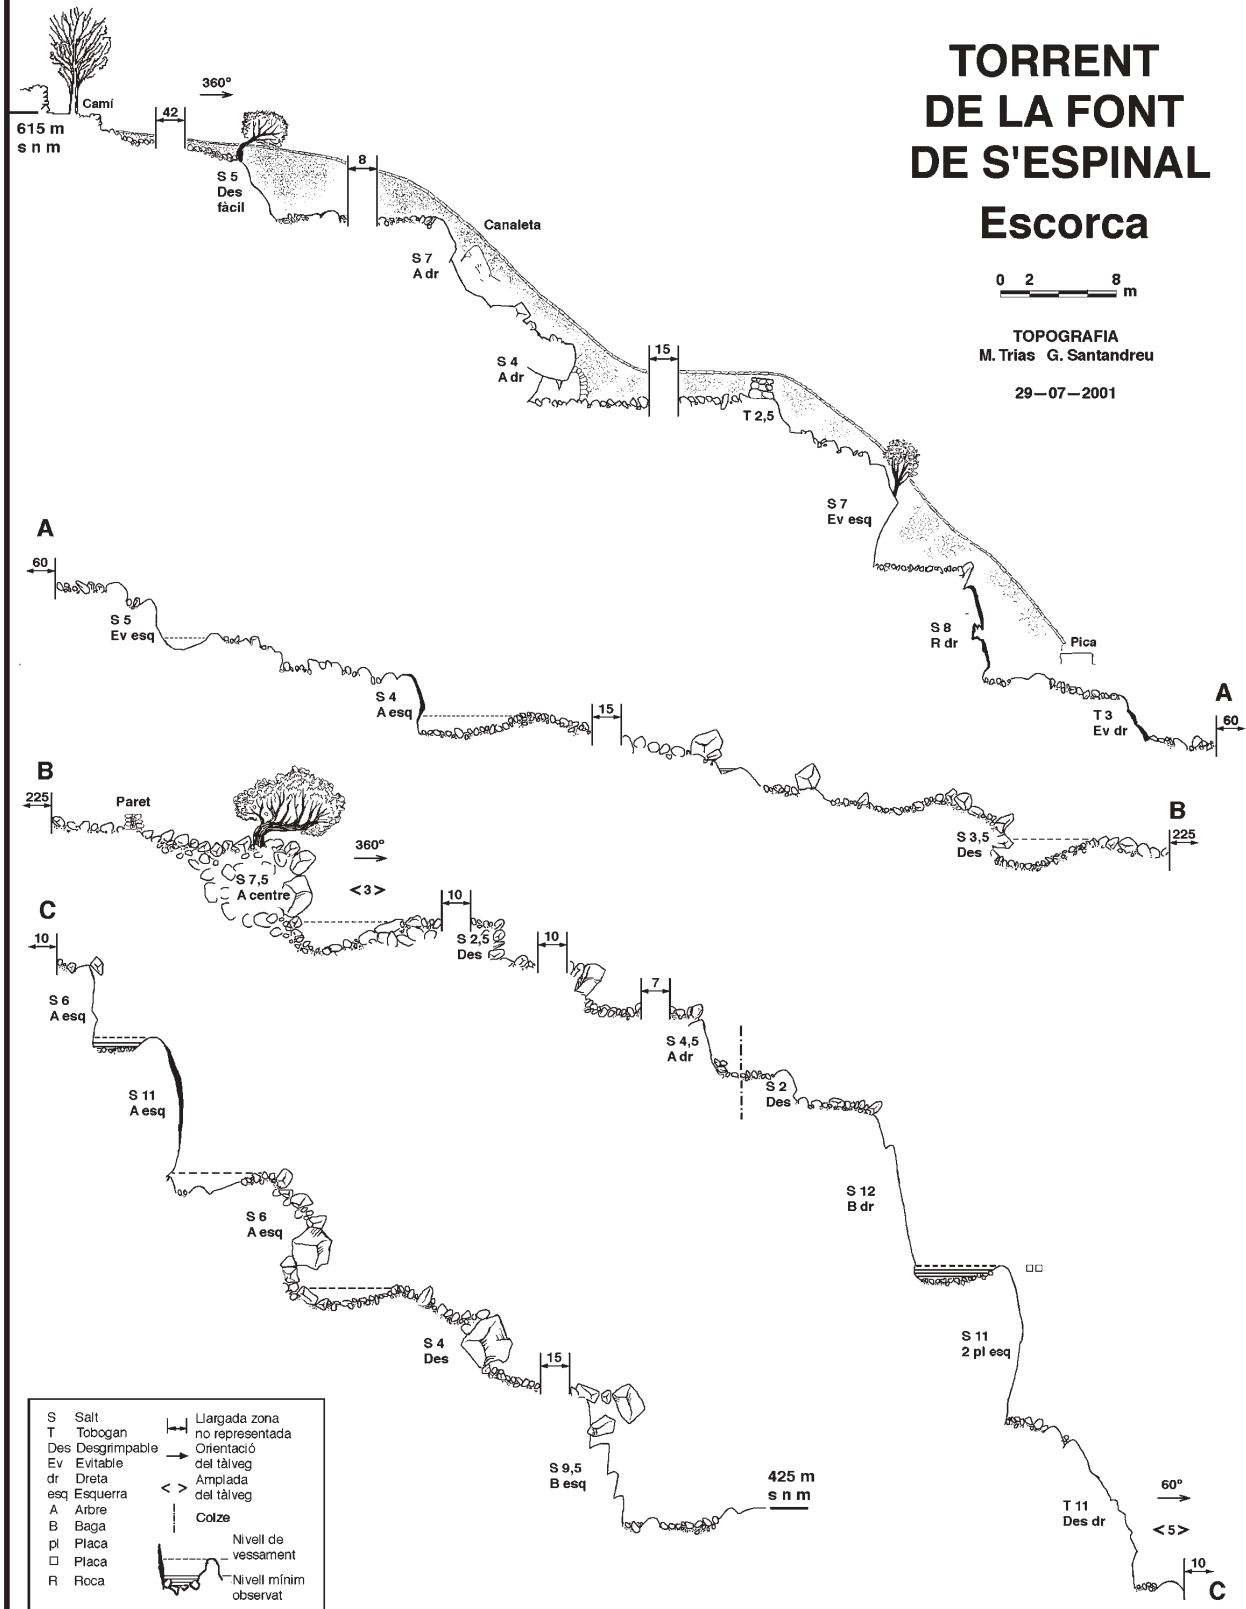 TORRENT
DE LA FONT
DE S'ESPINAL
Escorca
0 2 8
m
TOPOGRAFIA
M. Trias G. Santandreu
29—07—2001
Camí
615 m
s n m
42
360º
S 5
Des
fàcil
8
Canaleta
S 7
A dr
S 4
A dr
15
T 2,5
S 7
Ev esq
S 8
R dr
Pica
T 3
Ev dr
A
60
A
60
S 5
Ev esq
S 4
A esq
15
S 3,5
Des
B
225
B
225
Paret
S 7,5
A centre
360º
< 3 >
10
S 2,5
Des
10
7
S 4,5
A dr
S 2
Des
S 12
B dr
S 11
2 pl esq
T 11
Des dr
60º
< 5 >
10
C
C
10
S 6
A esq
S 11
A esq
S 6
A esq
S 4
Des
15
S 9,5
B esq
425 m
s n m
S Salt
T Tobogan
Des Desgrimpable
Ev Evitable
dr Dreta
esq Esquerra
A Arbre
B Baga
pl Placa
□ Placa
R Roca
Llargada zona
no representada
Orientació
del tàlveg
< > Amplada
del tàlveg
Colze
Nivell de
vessament
Nivell mínim
observat